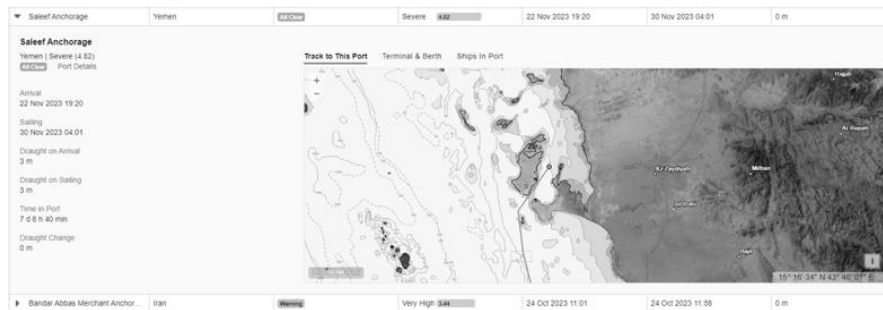 Saleef Anchorage Yemen All Clear Severe 4.82 22 Nov 2023 19:20 30 Nov 2023 04:01 0 m
Saleef Anchorage
Yemen | Severe (4.82)
All Clear Port Details
Arrival
22 Nov 2023 19:20
Sailing
30 Nov 2023 04:01
Draught on Arrival
3 m
Draught on Sailing
3 m
Time in Port
7 d 8 h 40 min
Draught Change
0 m
Track to This Port Terminal & Berth Ships In Port
+
−
Hajjah
Az Zaydiyah
Milhan
Bajil
i
15° 16' 34" N 43° 46' 07" E
Bandar Abbas Merchant Anchor... Iran Warning Very High 3.44 24 Oct 2023 11:01 24 Oct 2023 11:58 0 m